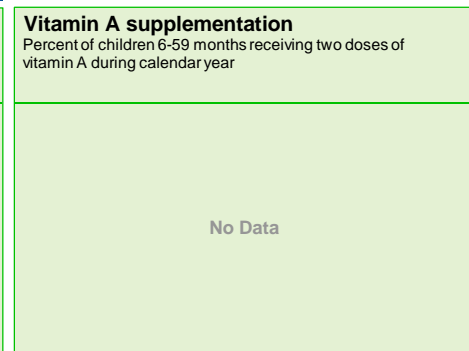 Vitamin A supplementation
Percent of children 6-59 months receiving two doses of
vitamin A during calendar year
No Data